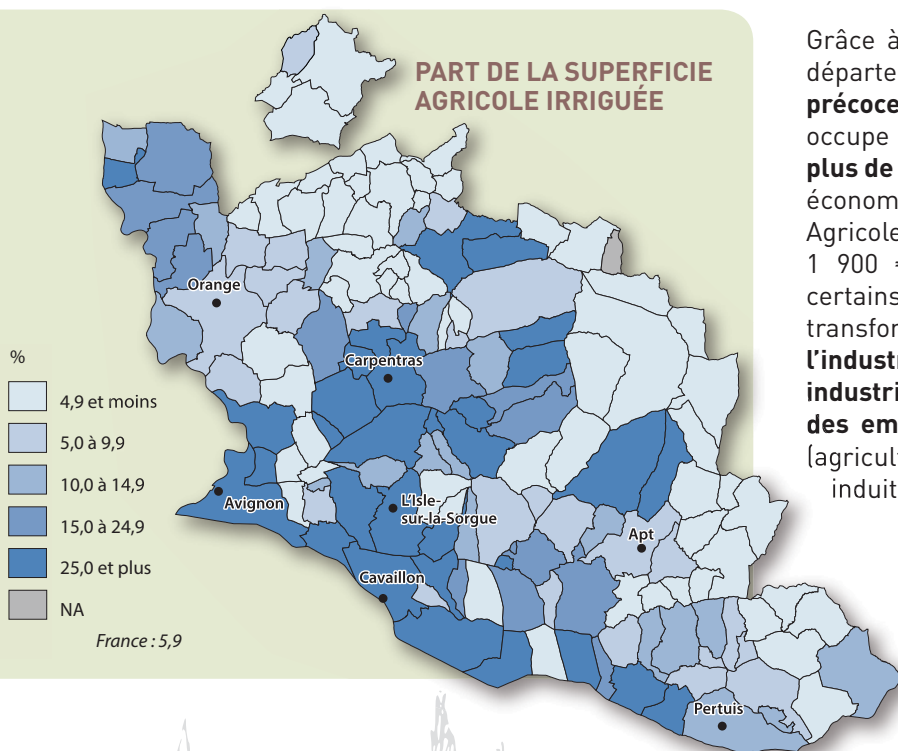 PART DE LA SUPERFICIE
AGRICOLE IRRIGUÉE
Orange
Carpentras
Avignon
L'Isle-
sur-la-Sorgue
Apt
Cavaillon
Pertuis
%
4,9 et moins
5,0 à 9,9
10,0 à 14,9
15,0 à 24,9
25,0 et plus
NA
France : 5,9
Grâce à
départe
précoce
occupe
plus de
économ
Agricole
1 900
certains
transfor
l'industr
industri
des em
(agricult
induit